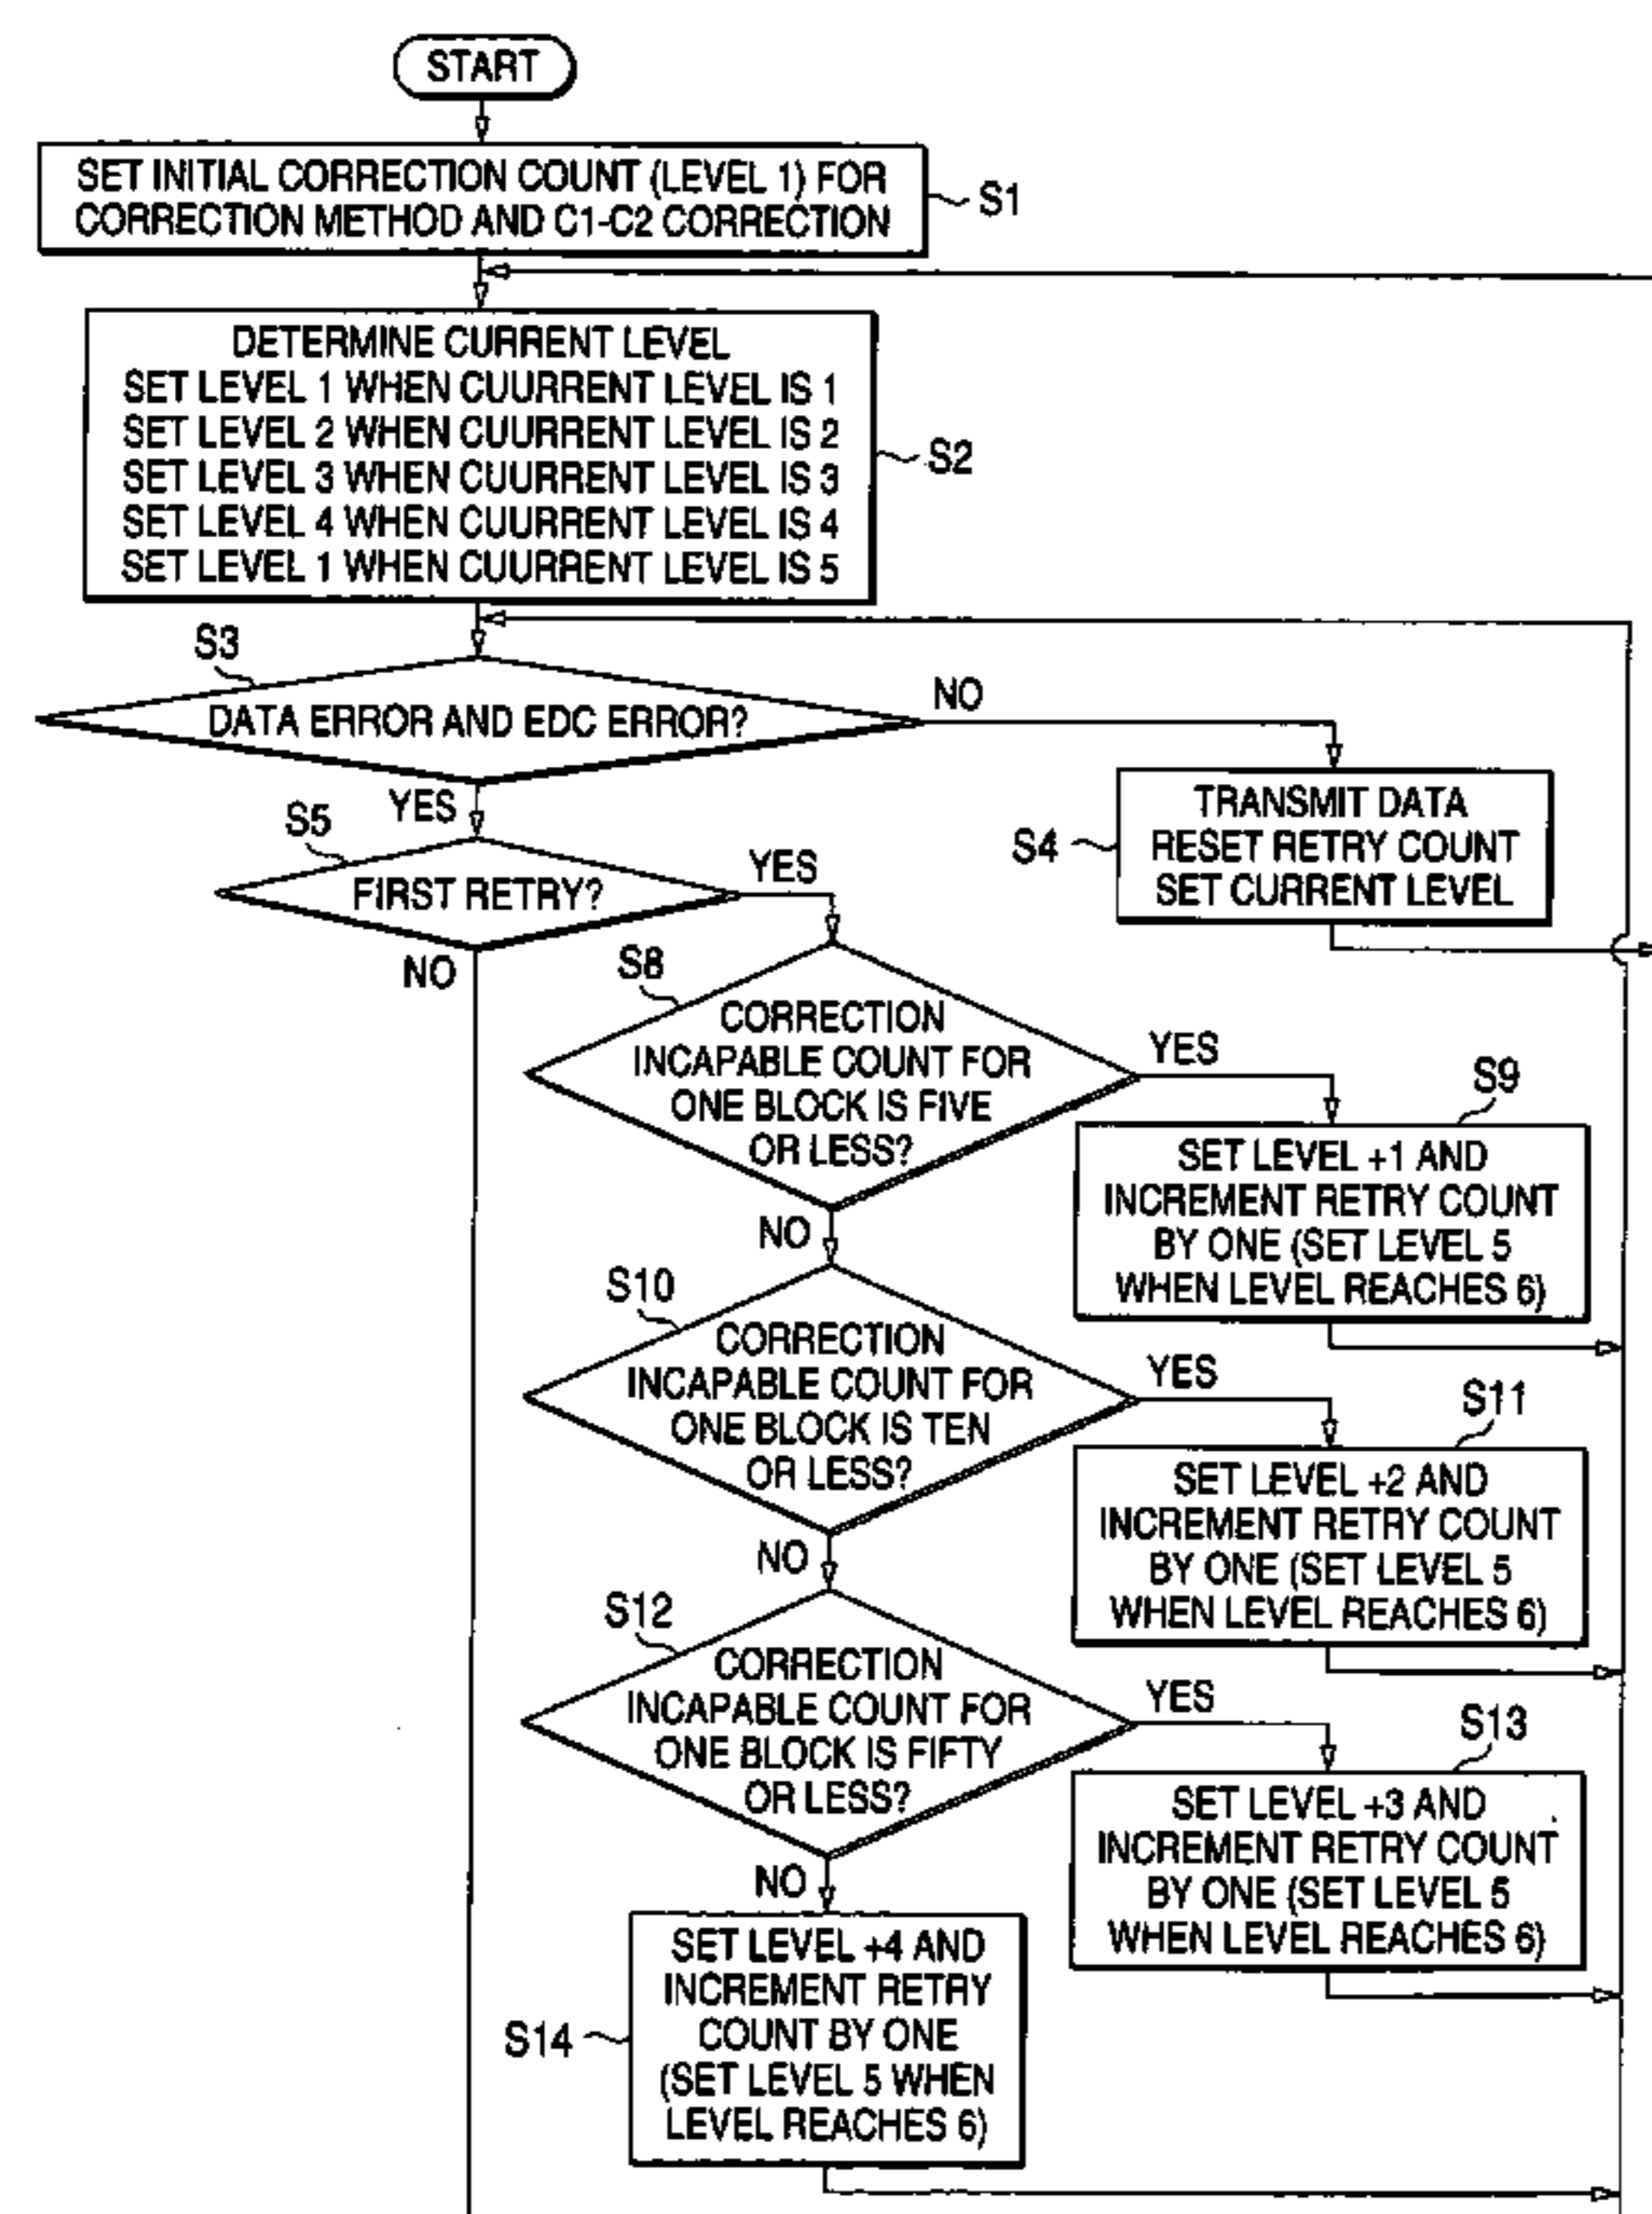 START
SET INITIAL CORRECTION COUNT (LEVEL 1) FOR
CORRECTION METHOD AND C1-C2 CORRECTION
S1
DETERMINE CURRENT LEVEL
SET LEVEL 1 WHEN CUURRENT LEVEL IS 1
SET LEVEL 2 WHEN CUURRENT LEVEL IS 2
SET LEVEL 3 WHEN CUURRENT LEVEL IS 3
SET LEVEL 4 WHEN CUURRENT LEVEL IS 4
SET LEVEL 1 WHEN CUURRENT LEVEL IS 5
S2
S3
DATA ERROR AND EDC ERROR?
NO
YES
S4
TRANSMIT DATA
RESET RETRY COUNT
SET CURRENT LEVEL
S5
FIRST RETRY?
YES
NO
S8
CORRECTION
INCAPABLE COUNT FOR
ONE BLOCK IS FIVE
OR LESS?
YES
NO
S9
SET LEVEL +1 AND
INCREMENT RETRY COUNT
BY ONE (SET LEVEL 5
WHEN LEVEL REACHES 6)
S10
CORRECTION
INCAPABLE COUNT FOR
ONE BLOCK IS TEN
OR LESS?
YES
NO
S11
SET LEVEL +2 AND
INCREMENT RETRY COUNT
BY ONE (SET LEVEL 5
WHEN LEVEL REACHES 6)
S12
CORRECTION
INCAPABLE COUNT FOR
ONE BLOCK IS FIFTY
OR LESS?
YES
NO
S13
SET LEVEL +3 AND
INCREMENT RETRY COUNT
BY ONE (SET LEVEL 5
WHEN LEVEL REACHES 6)
S14
SET LEVEL +4 AND
INCREMENT RETRY
COUNT BY ONE
(SET LEVEL 5 WHEN
LEVEL REACHES 6)